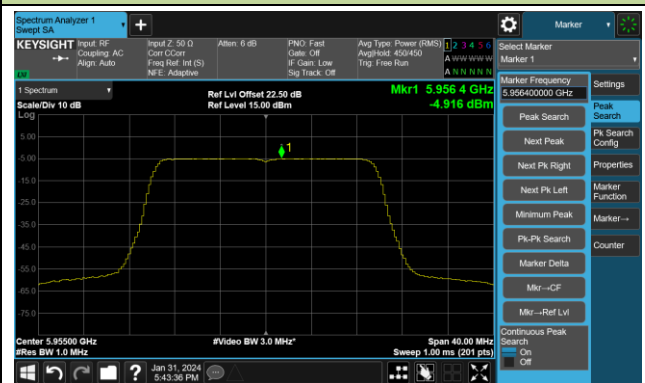 Spectrum Analyzer 1
Swept SA
+
Marker
KEYSIGHT
Input: RF
Coupling: AC
Align: Auto
Input Z: 50 Ω
Corr CCorr
Freq Ref: Int (S)
NFE: Adaptive
Atten: 6 dB
PNO: Fast
Gate: Off
IF Gain: Low
Sig Track: Off
Avg Type: Power (RMS)
Avg|Hold: 450/450
Trig: Free Run
1 2 3 4 5 6
A W W W W W
A N N N N N
Select Marker
Marker 1
1 Spectrum
Scale/Div 10 dB
Log
Ref Lvl Offset 22.50 dB
Ref Level 15.00 dBm
Mkr1 5.956 4 GHz
-4.916 dBm
5.00
-5.00
-15.0
-25.0
-35.0
-45.0
-55.0
-65.0
-75.0
1
Center 5.95500 GHz
#Res BW 1.0 MHz
#Video BW 3.0 MHz*
Span 40.00 MHz
Sweep 1.00 ms (201 pts)
Marker Frequency
5.956400000 GHz
Peak Search
Next Peak
Next Pk Right
Next Pk Left
Minimum Peak
Pk-Pk Search
Marker Delta
Mkr→CF
Mkr→Ref Lvl
Continuous Peak
Search
On
Off
Settings
Peak
Search
Pk Search
Config
Properties
Marker
Function
Marker→
Counter
?
Jan 31, 2024
5:43:36 PM